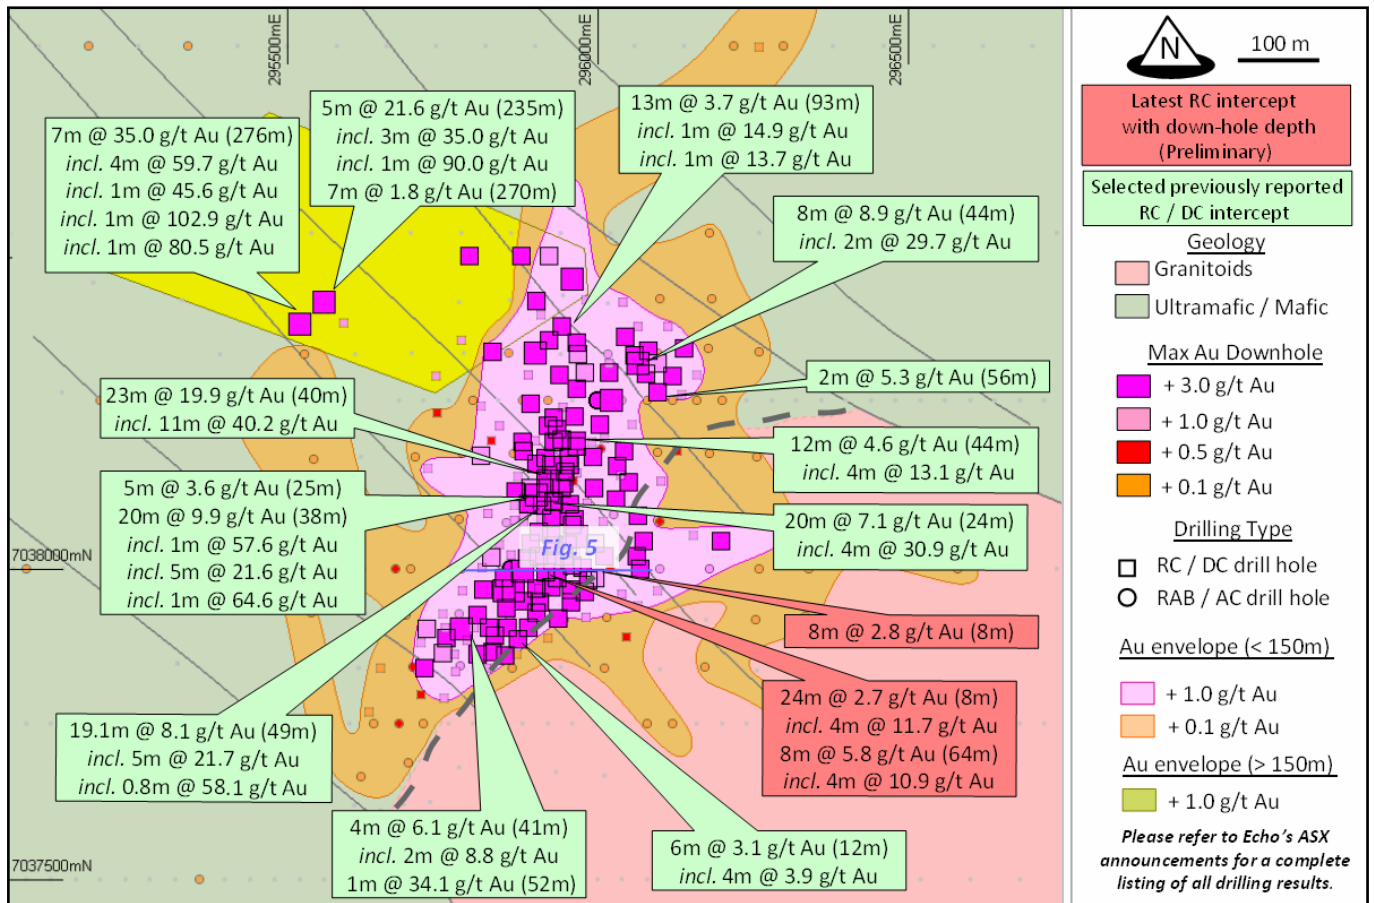 295500mE
296000mE
296500mE
7038000mN
7037500mN
5m @ 21.6 g/t Au (235m)
incl. 3m @ 35.0 g/t Au
incl. 1m @ 90.0 g/t Au
7m @ 1.8 g/t Au (270m)
7m @ 35.0 g/t Au (276m)
incl. 4m @ 59.7 g/t Au
incl. 1m @ 45.6 g/t Au
incl. 1m @ 102.9 g/t Au
incl. 1m @ 80.5 g/t Au
13m @ 3.7 g/t Au (93m)
incl. 1m @ 14.9 g/t Au
incl. 1m @ 13.7 g/t Au
8m @ 8.9 g/t Au (44m)
incl. 2m @ 29.7 g/t Au
2m @ 5.3 g/t Au (56m)
23m @ 19.9 g/t Au (40m)
incl. 11m @ 40.2 g/t Au
12m @ 4.6 g/t Au (44m)
incl. 4m @ 13.1 g/t Au
5m @ 3.6 g/t Au (25m)
20m @ 9.9 g/t Au (38m)
incl. 1m @ 57.6 g/t Au
incl. 5m @ 21.6 g/t Au
incl. 1m @ 64.6 g/t Au
20m @ 7.1 g/t Au (24m)
incl. 4m @ 30.9 g/t Au
Fig. 5
8m @ 2.8 g/t Au (8m)
24m @ 2.7 g/t Au (8m)
incl. 4m @ 11.7 g/t Au
8m @ 5.8 g/t Au (64m)
incl. 4m @ 10.9 g/t Au
19.1m @ 8.1 g/t Au (49m)
incl. 5m @ 21.7 g/t Au
incl. 0.8m @ 58.1 g/t Au
4m @ 6.1 g/t Au (41m)
incl. 2m @ 8.8 g/t Au
1m @ 34.1 g/t Au (52m)
6m @ 3.1 g/t Au (12m)
incl. 4m @ 3.9 g/t Au
N
100 m
Latest RC intercept
with down-hole depth
(Preliminary)
Selected previously reported
RC / DC intercept
Geology
Granitoids
Ultramafic / Mafic
Max Au Downhole
+ 3.0 g/t Au
+ 1.0 g/t Au
+ 0.5 g/t Au
+ 0.1 g/t Au
Drilling Type
RC / DC drill hole
RAB / AC drill hole
Au envelope (< 150m)
+ 1.0 g/t Au
+ 0.1 g/t Au
Au envelope (> 150m)
+ 1.0 g/t Au
Please refer to Echo's ASX
announcements for a complete
listing of all drilling results.